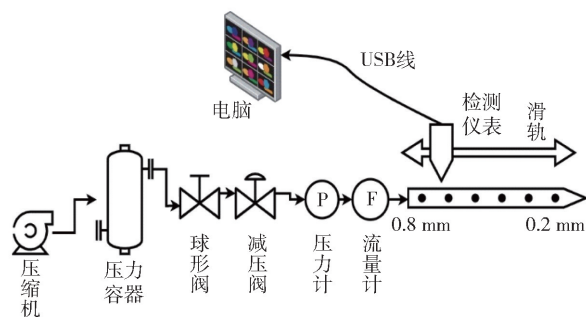 USB线
电脑
检测
仪表
滑轨
P
F
0.8 mm
0.2 mm
压缩机
压力
容器
球形阀
减压阀
压力计
流量计